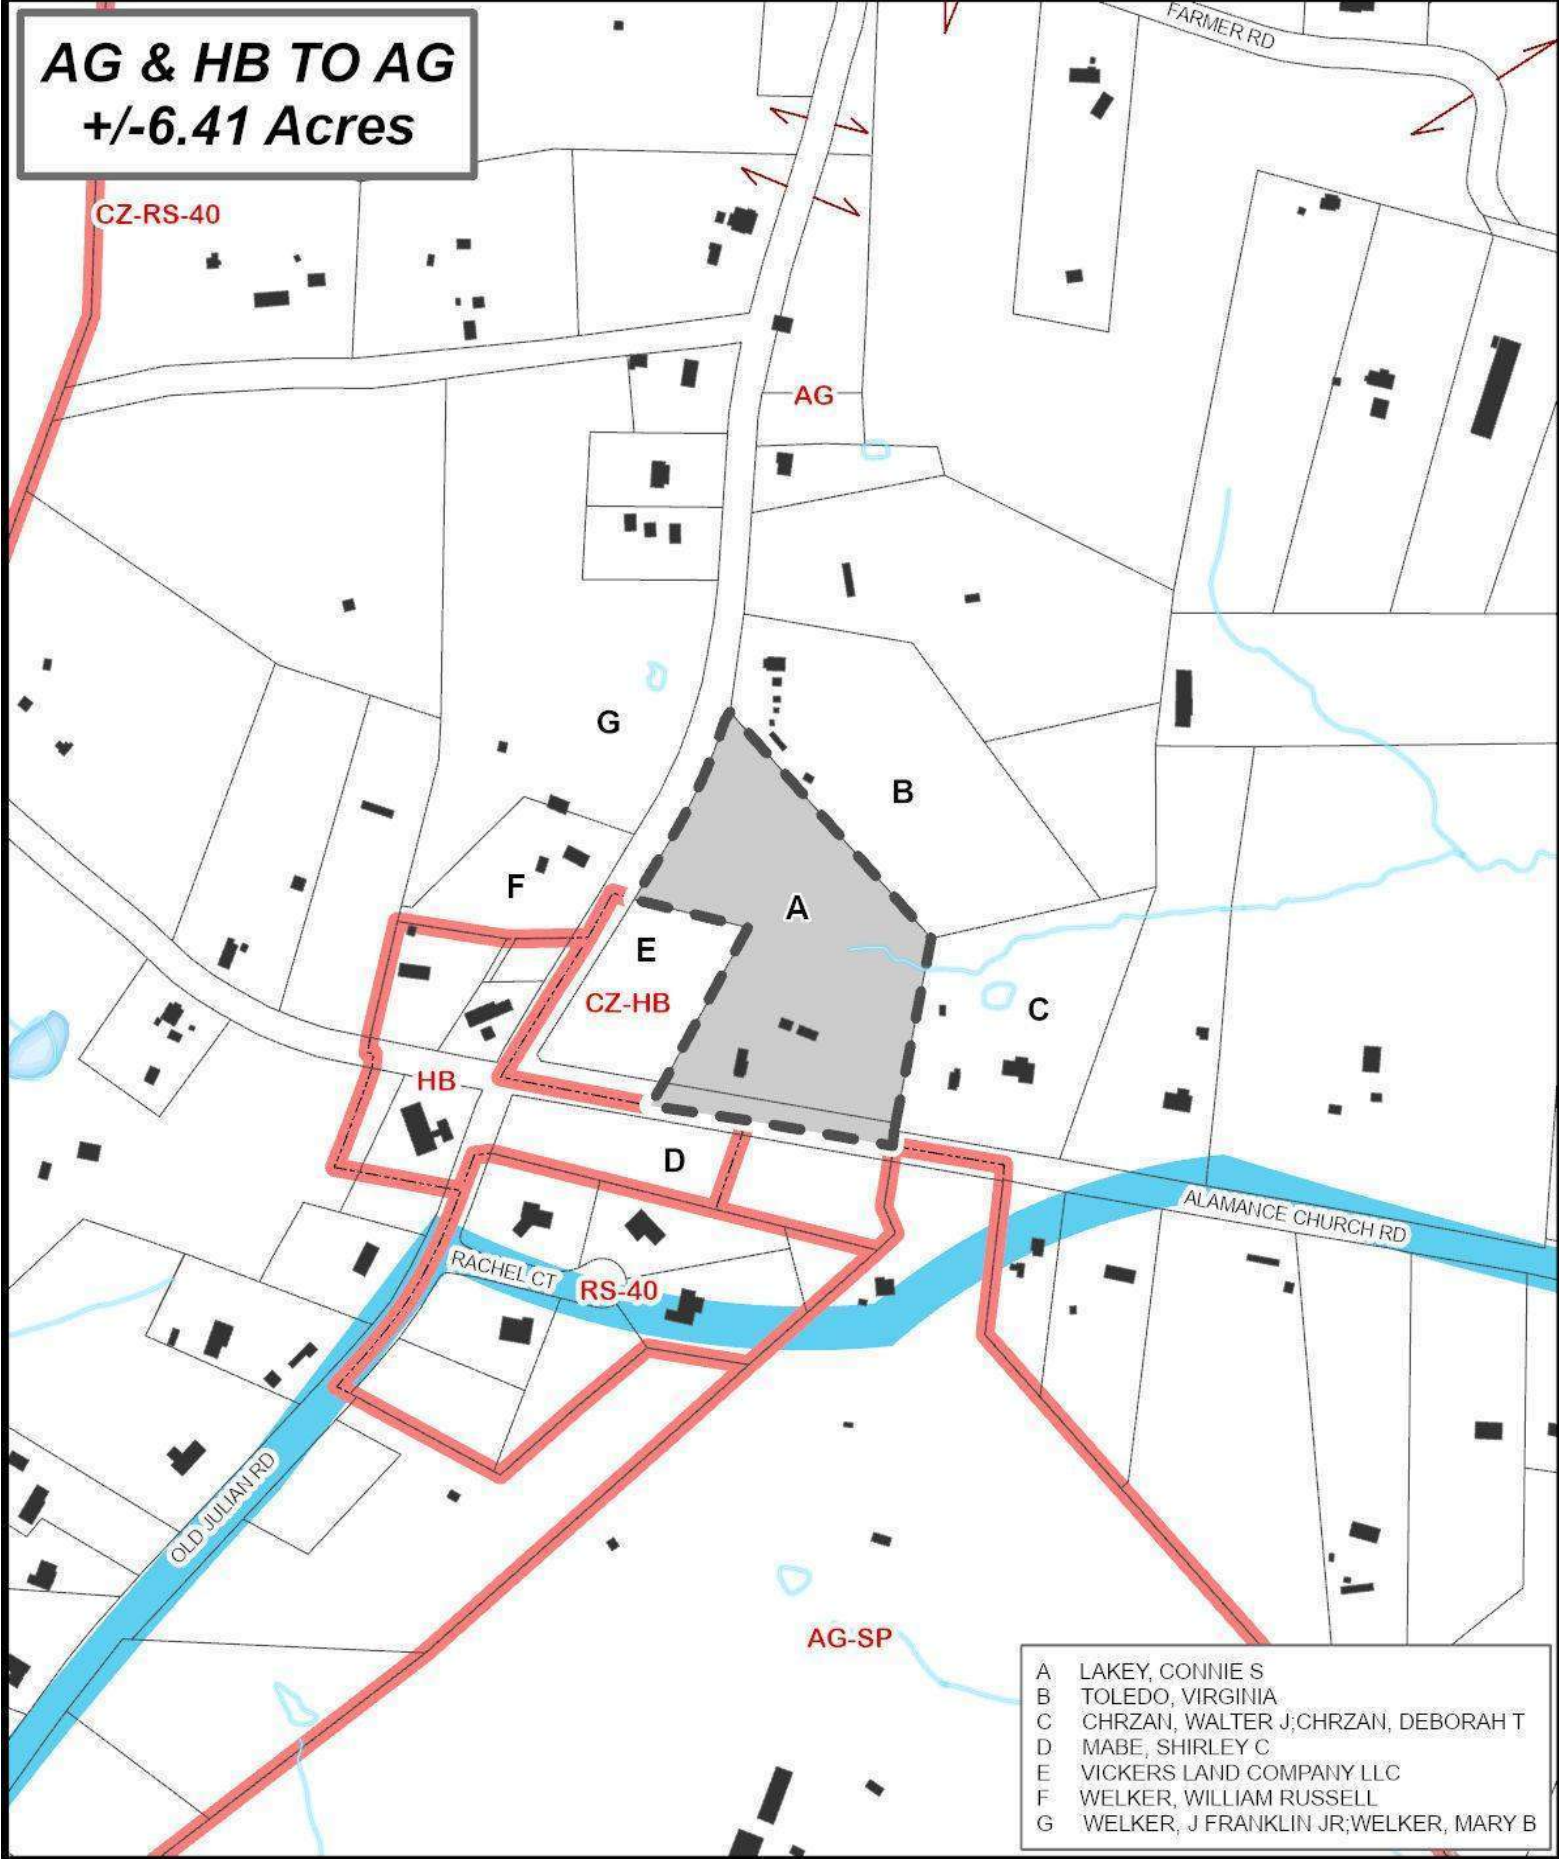 AG & HB TO AG
+/-6.41 Acres
FARMER RD
CZ-RS-40
AG
G
B
F
A
E
CZ-HB
C
HB
D
ALAMANCE CHURCH RD
RACHEL CT
RS-40
OLD JULIAN RD
AG-SP
A LAKEY, CONNIE S
B TOLEDO, VIRGINIA
C CHRZAN, WALTER J;CHRZAN, DEBORAH T
D MABE, SHIRLEY C
E VICKERS LAND COMPANY LLC
F WELKER, WILLIAM RUSSELL
G WELKER, J FRANKLIN JR;WELKER, MARY B